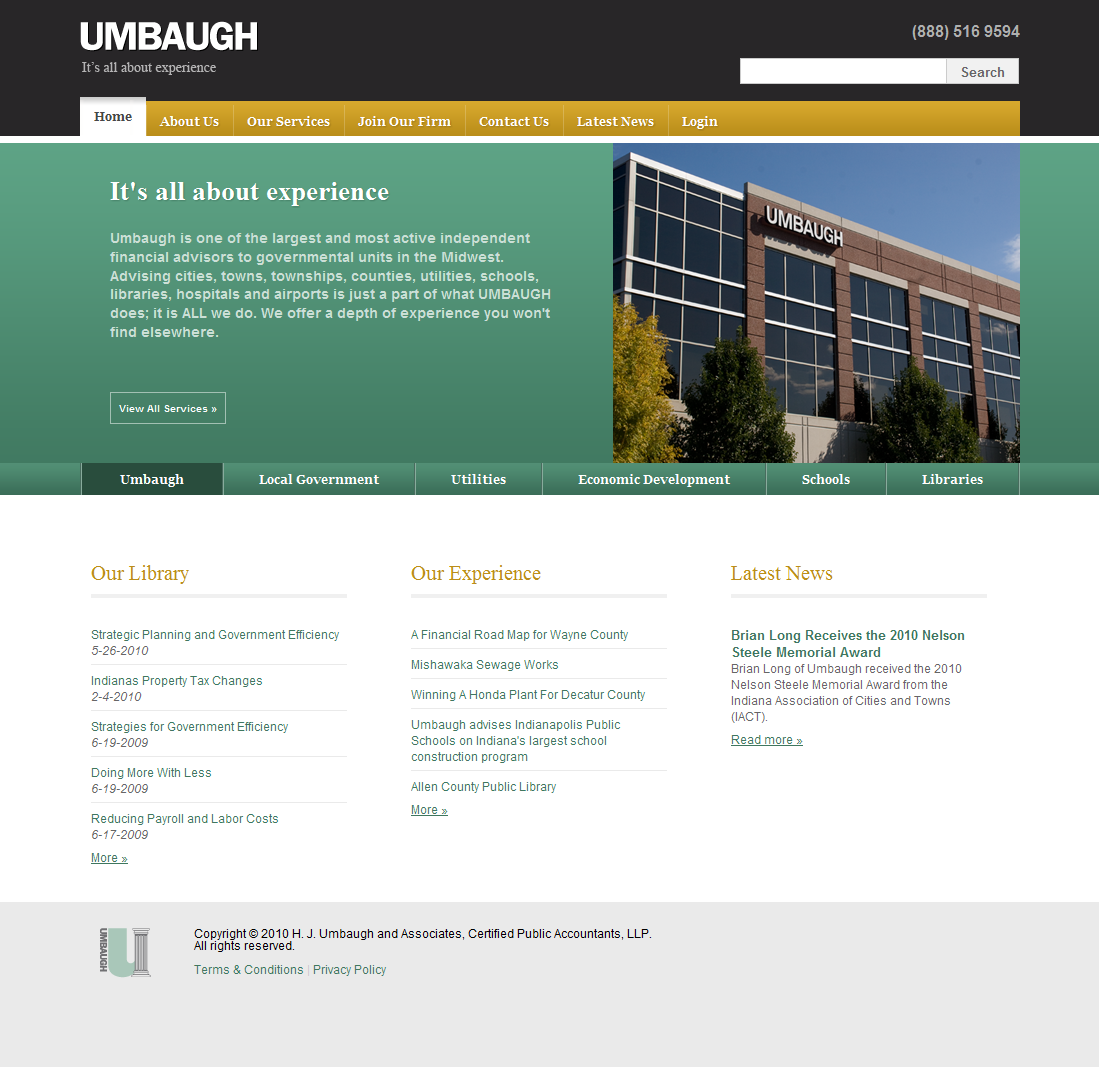 UMBAUGH
It's all about experience
(888) 516 9594
Search
Home
About Us
Our Services
Join Our Firm
Contact Us
Latest News
Login
It's all about experience
Umbaugh is one of the largest and most active independent
financial advisors to governmental units in the Midwest.
Advising cities, towns, townships, counties, utilities, schools,
libraries, hospitals and airports is just a part of what UMBAUGH
does; it is ALL we do. We offer a depth of experience you won't
find elsewhere.
View All Services »
UMBAUGH
Umbaugh
Local Government
Utilities
Economic Development
Schools
Libraries
Our Library
Strategic Planning and Government Efficiency
5-26-2010
Indianas Property Tax Changes
2-4-2010
Strategies for Government Efficiency
6-19-2009
Doing More With Less
6-19-2009
Reducing Payroll and Labor Costs
6-17-2009
More »
Our Experience
A Financial Road Map for Wayne County
Mishawaka Sewage Works
Winning A Honda Plant For Decatur County
Umbaugh advises Indianapolis Public
Schools on Indiana's largest school
construction program
Allen County Public Library
More »
Latest News
Brian Long Receives the 2010 Nelson
Steele Memorial Award
Brian Long of Umbaugh received the 2010
Nelson Steele Memorial Award from the
Indiana Association of Cities and Towns
(IACT).
Read more »
UMBAUGH
Copyright © 2010 H. J. Umbaugh and Associates, Certified Public Accountants, LLP.
All rights reserved.
Terms & Conditions | Privacy Policy